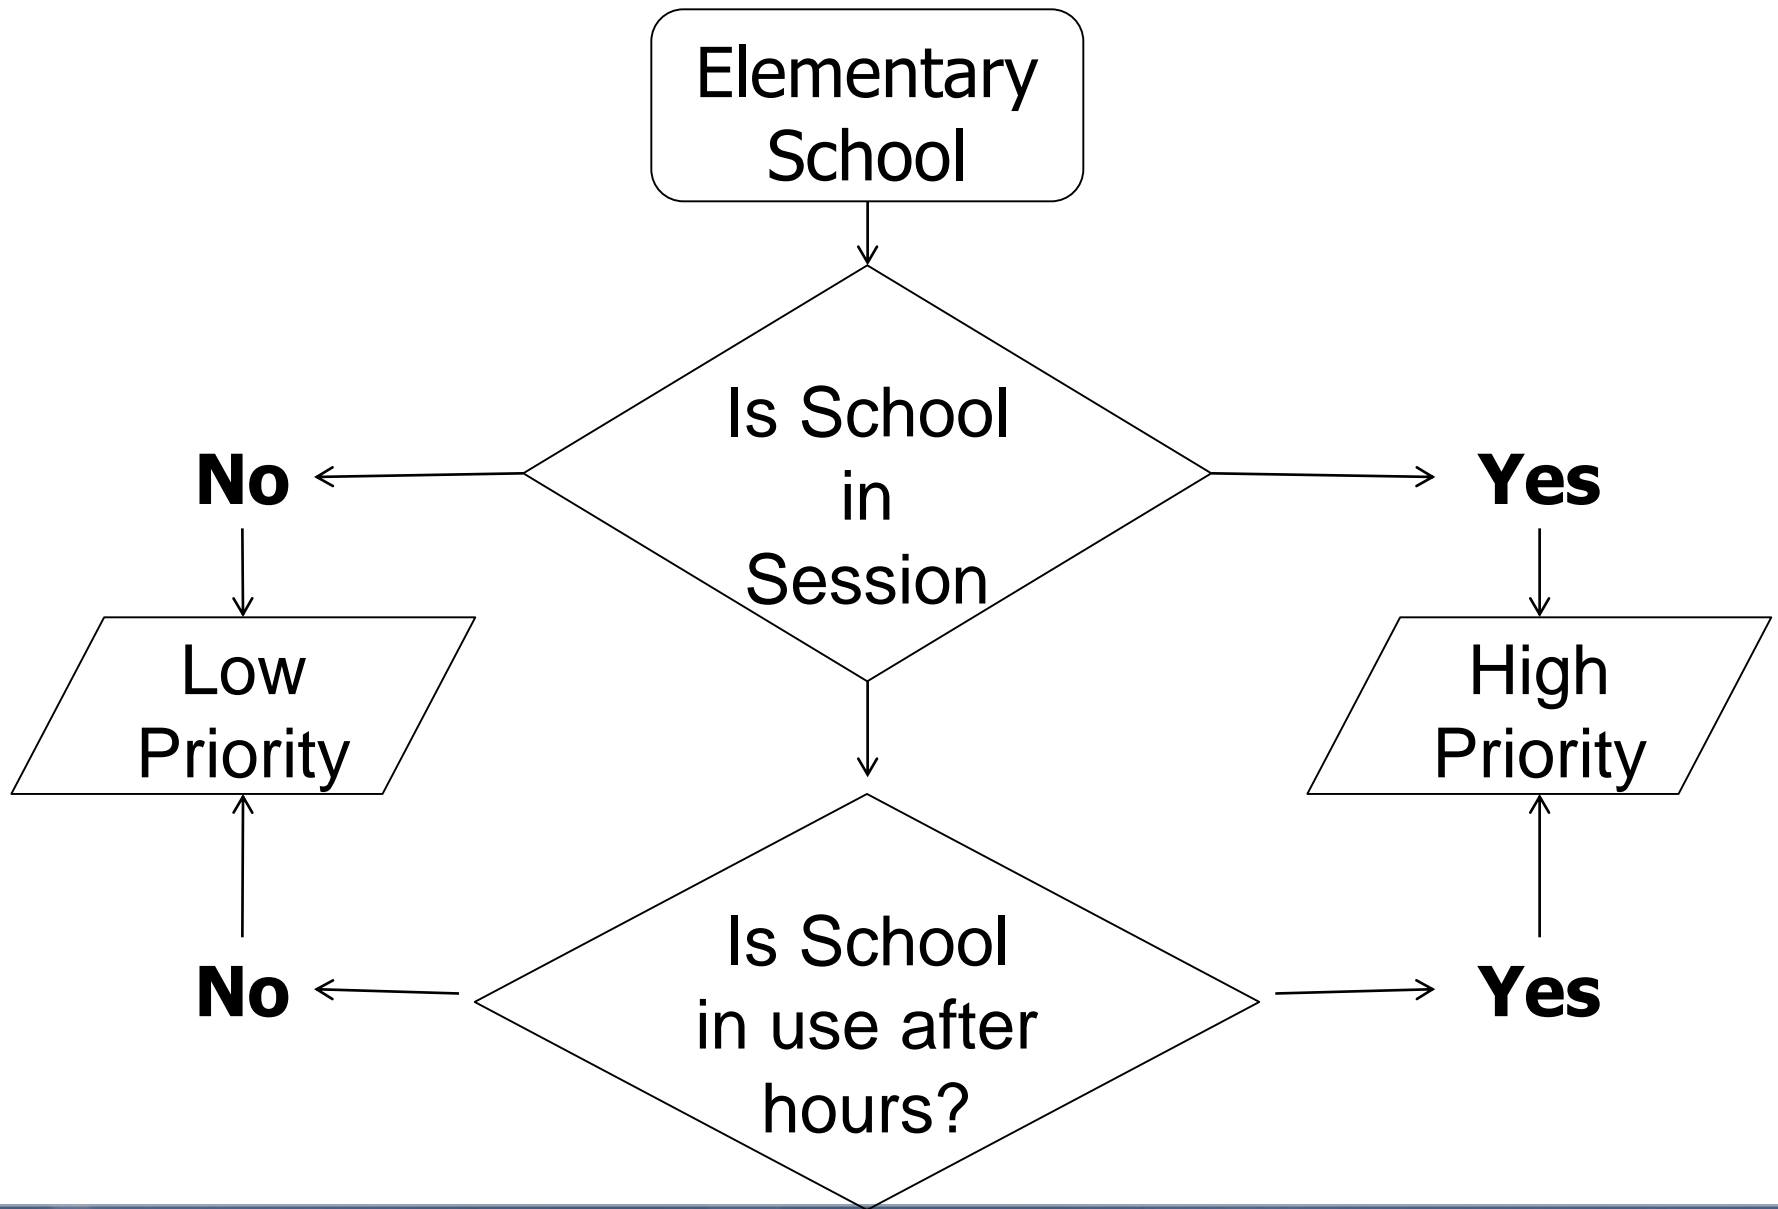 Elementary
School
Is School
in
Session
No
Yes
Low
Priority
High
Priority
Is School
in use after
hours?
No
Yes